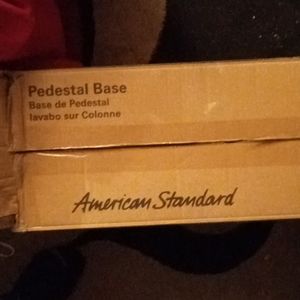 Pedestal Base
Base de Pedestal
lavabo sur Colonne
American Standard